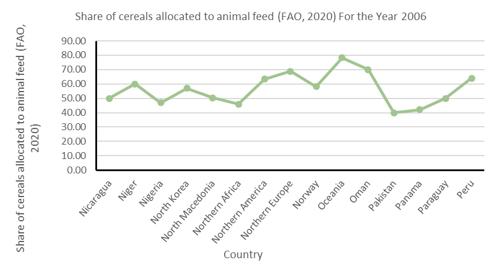 Share of cereals allocated to animal feed (FAO, 2020) For the Year 2006
Share of cereals allocated to animal feed (FAO,
2020)
90.00
80.00
70.00
60.00
50.00
40.00
30.00
20.00
10.00
0.00
Nicaragua
Niger
Nigeria
North Korea
North Macedonia
Northern Africa
Northern America
Northern Europe
Norway
Oceania
Oman
Pakistan
Panama
Paraguay
Peru
Country